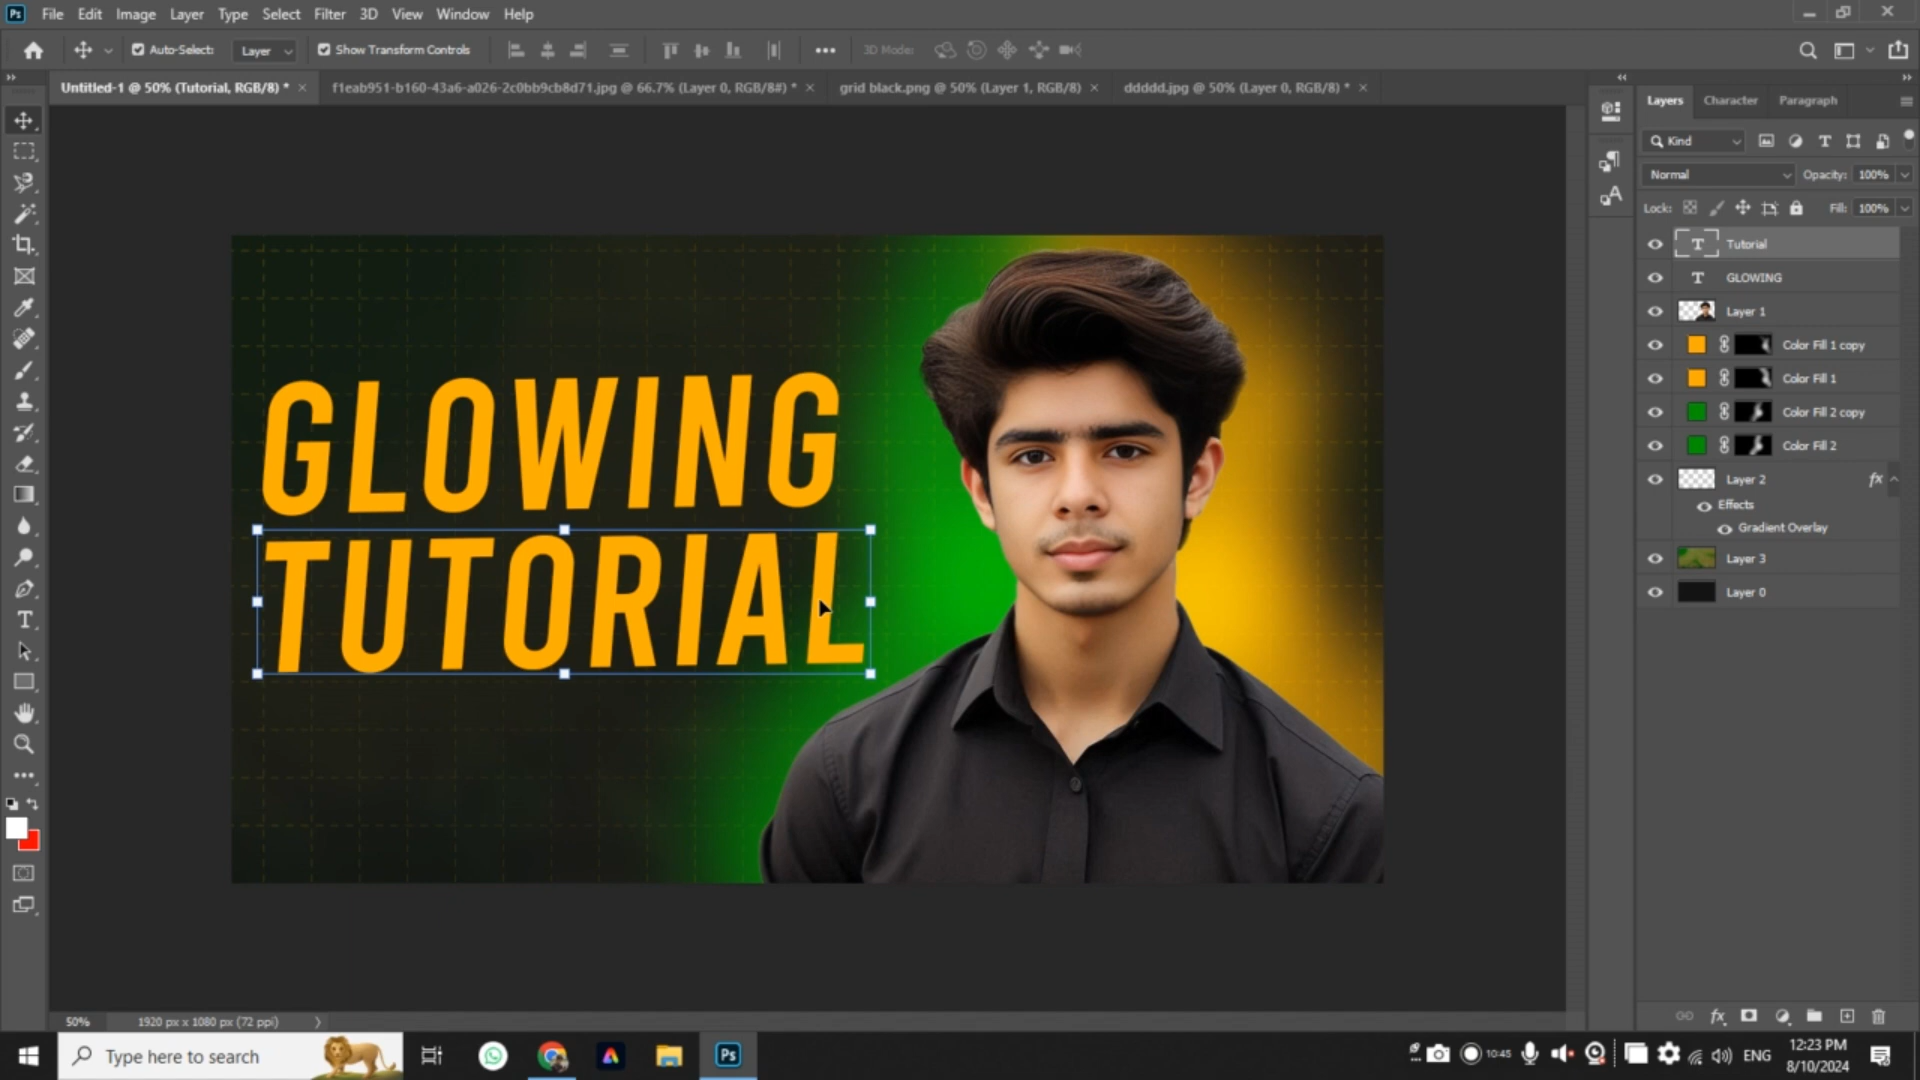 Ps File Edit Image Layer Type Select Filter 3D View Window Help
Auto-Select: Layer Show Transform Controls 3D Mode:
Untitled-1 @ 50% (Tutorial, RGB/8) * × f1eab951-b160-43a6-a026-2c0bb9cb8d71.jpg @ 66.7% (Layer 0, RGB/8#) * × grid black.png @ 50% (Layer 1, RGB/8) × ddddd.jpg @ 50% (Layer 0, RGB/8) * ×
Layers Character Paragraph
Kind
Normal Opacity: 100%
Lock: Fill: 100%
Tutorial
GLOWING
Layer 1
Color Fill 1 copy
Color Fill 1
Color Fill 2 copy
Color Fill 2
Layer 2 fx
Effects
Gradient Overlay
Layer 3
Layer 0
GLOWING
TUTORIAL
50% 1920 px x 1080 px (72 ppi)
Type here to search
Ps
10:45
ENG
12:23 PM
8/10/2024